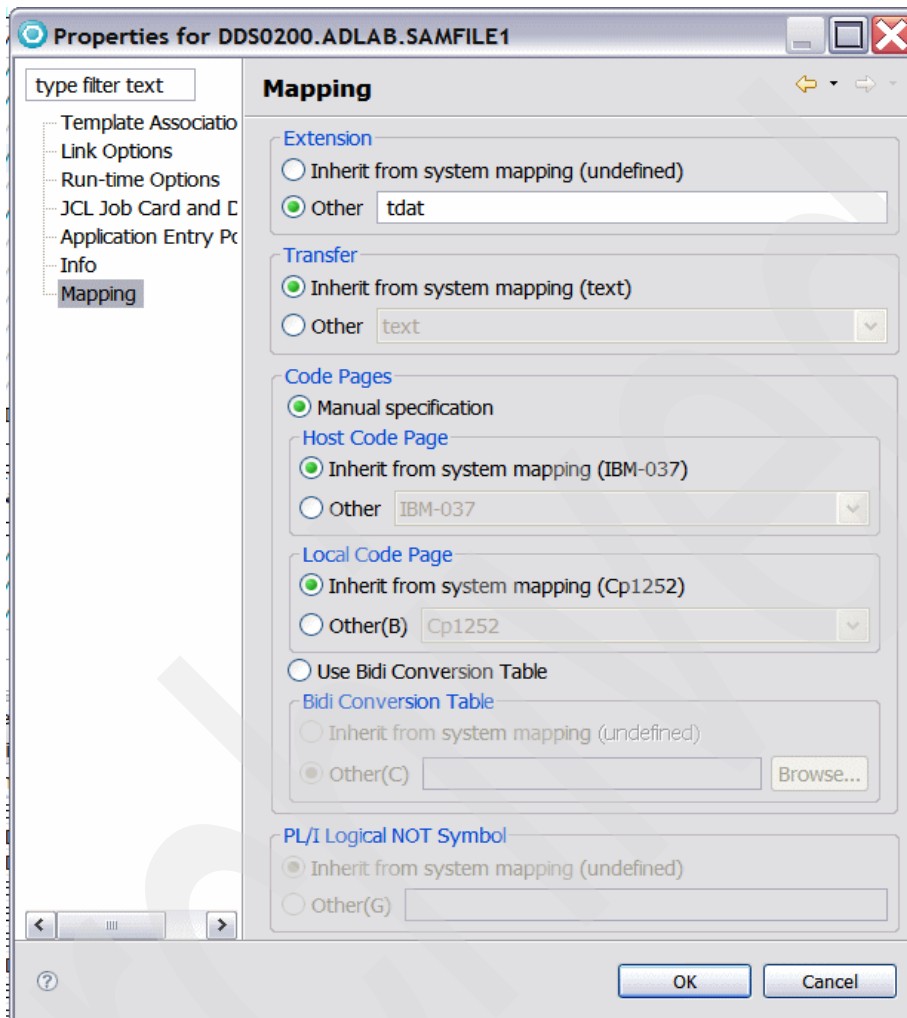 Properties for DDS0200.ADLAB.SAMFILE1
type filter text
Template Associatio
Link Options
Run-time Options
JCL Job Card and D
Application Entry Po
Info
Mapping
Mapping
Extension
Inherit from system mapping (undefined)
Other tdat
Transfer
Inherit from system mapping (text)
Other text
Code Pages
Manual specification
Host Code Page
Inherit from system mapping (IBM-037)
Other IBM-037
Local Code Page
Inherit from system mapping (Cp1252)
Other(B) Cp1252
Use Bidi Conversion Table
Bidi Conversion Table
Inherit from system mapping (undefined)
Other(C) Browse...
PL/I Logical NOT Symbol
Inherit from system mapping (undefined)
Other(G)
OK Cancel